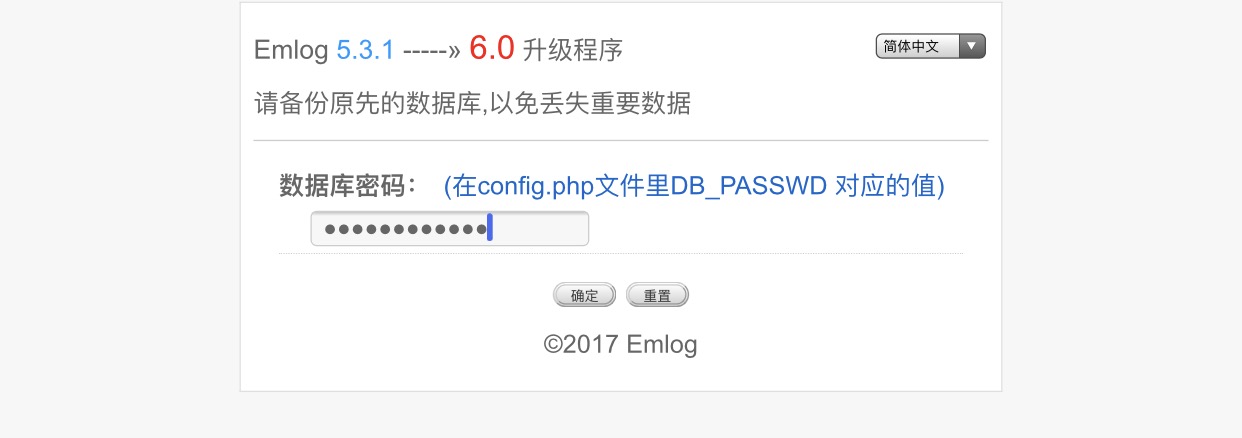 Emlog 5.3.1 -----» 6.0 升级程序
简体中文
请备份原先的数据库,以免丢失重要数据
数据库密码： (在config.php文件里DB_PASSWD 对应的值)
●●●●●●●●●●●●
确定 重置
©2017 Emlog